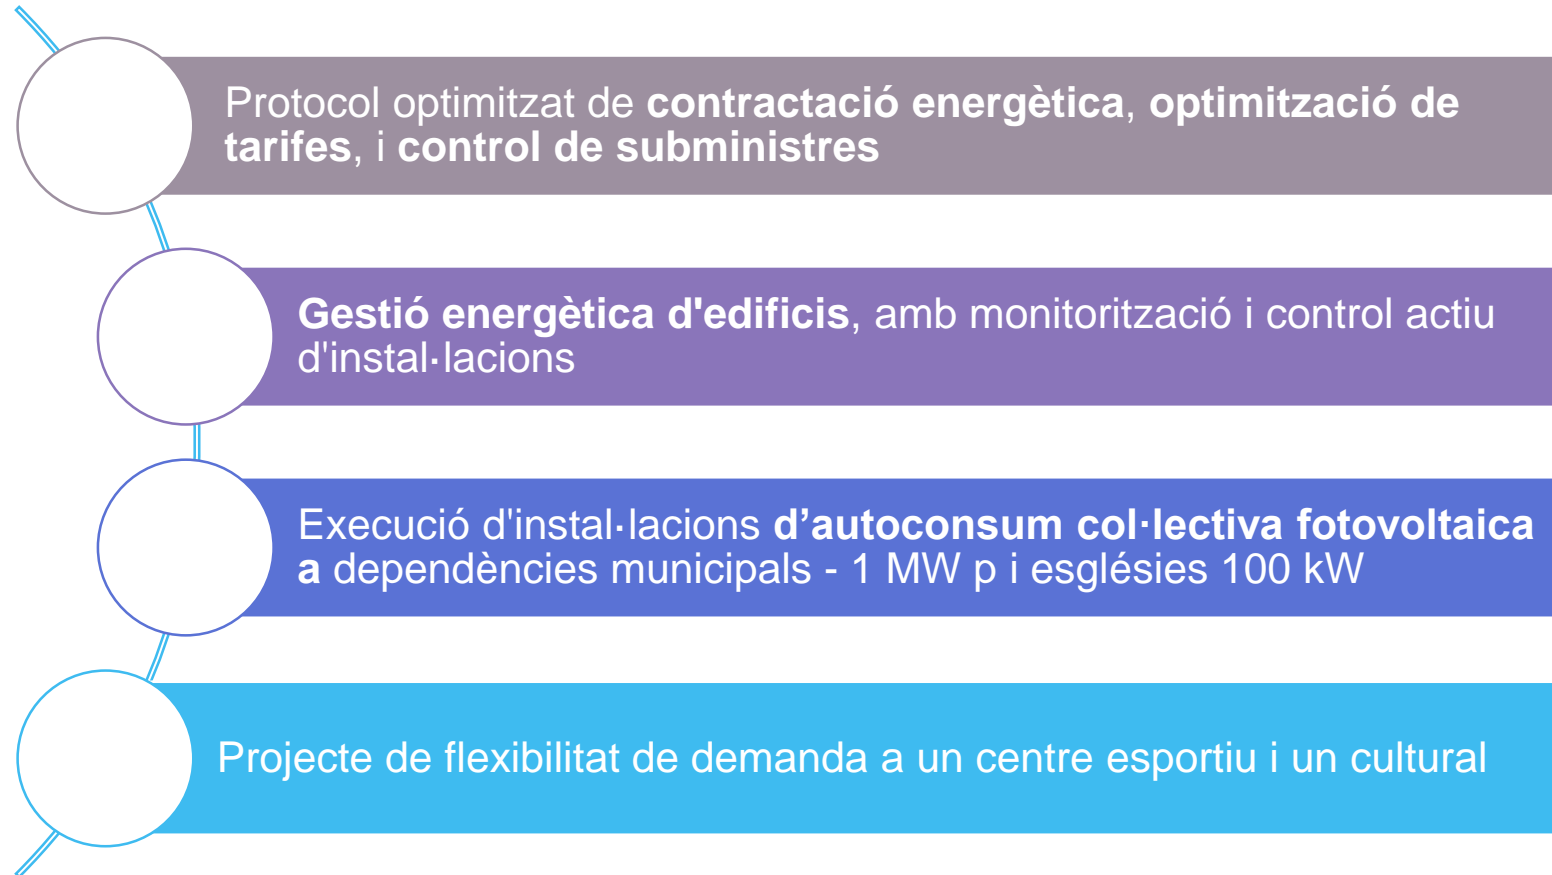 Protocol optimitzat de contractació energètica, optimització de
tarifes, i control de subministres
Gestió energètica d'edificis, amb monitorització i control actiu
d'instal·lacions
Execució d'instal·lacions d’autoconsum col·lectiva fotovoltaica
a dependències municipals - 1 MW p i esglésies 100 kW
Projecte de flexibilitat de demanda a un centre esportiu i un cultural